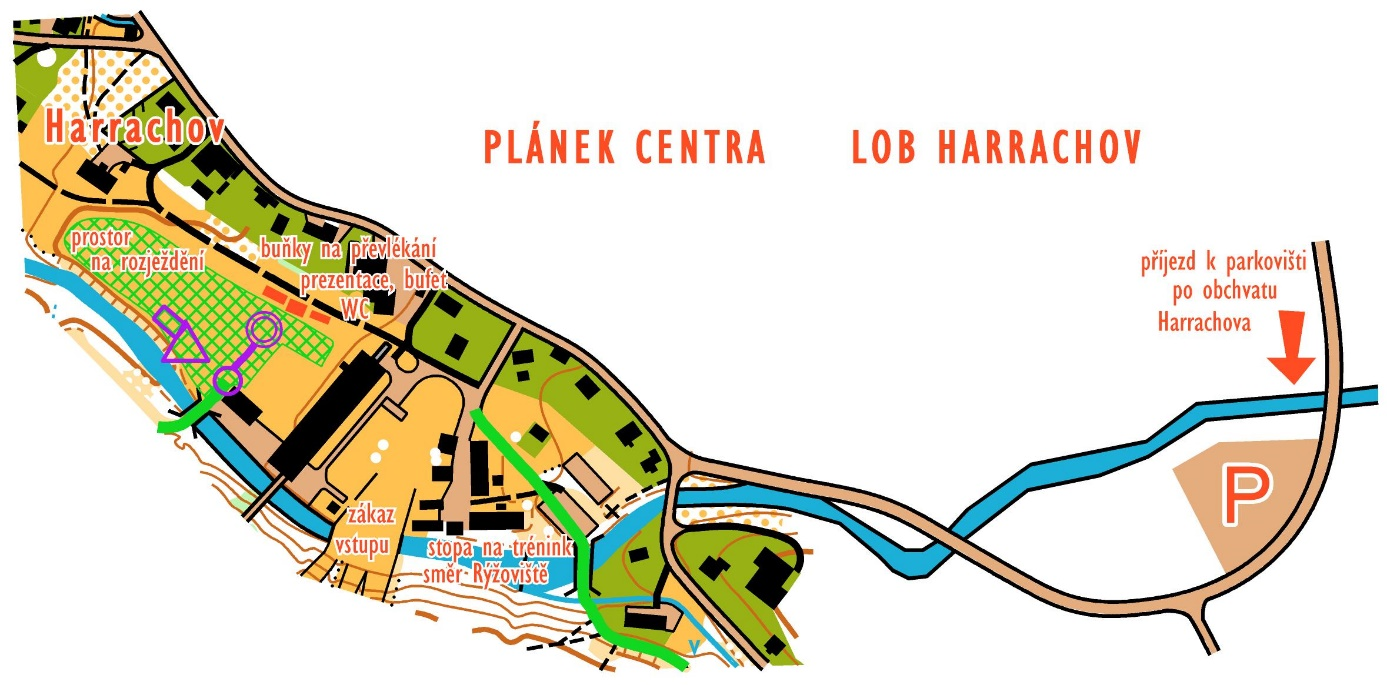 Harrachov
PLÁNEK CENTRA LOB HARRACHOV
prostor
na rozježdění
buňky na převlékání
prezentace, bufet
WC
příjezd k parkovišti
po obchvatu
Harrachova
P
zákaz
vstupu
stopa na trénink
směr Rýžoviště
V